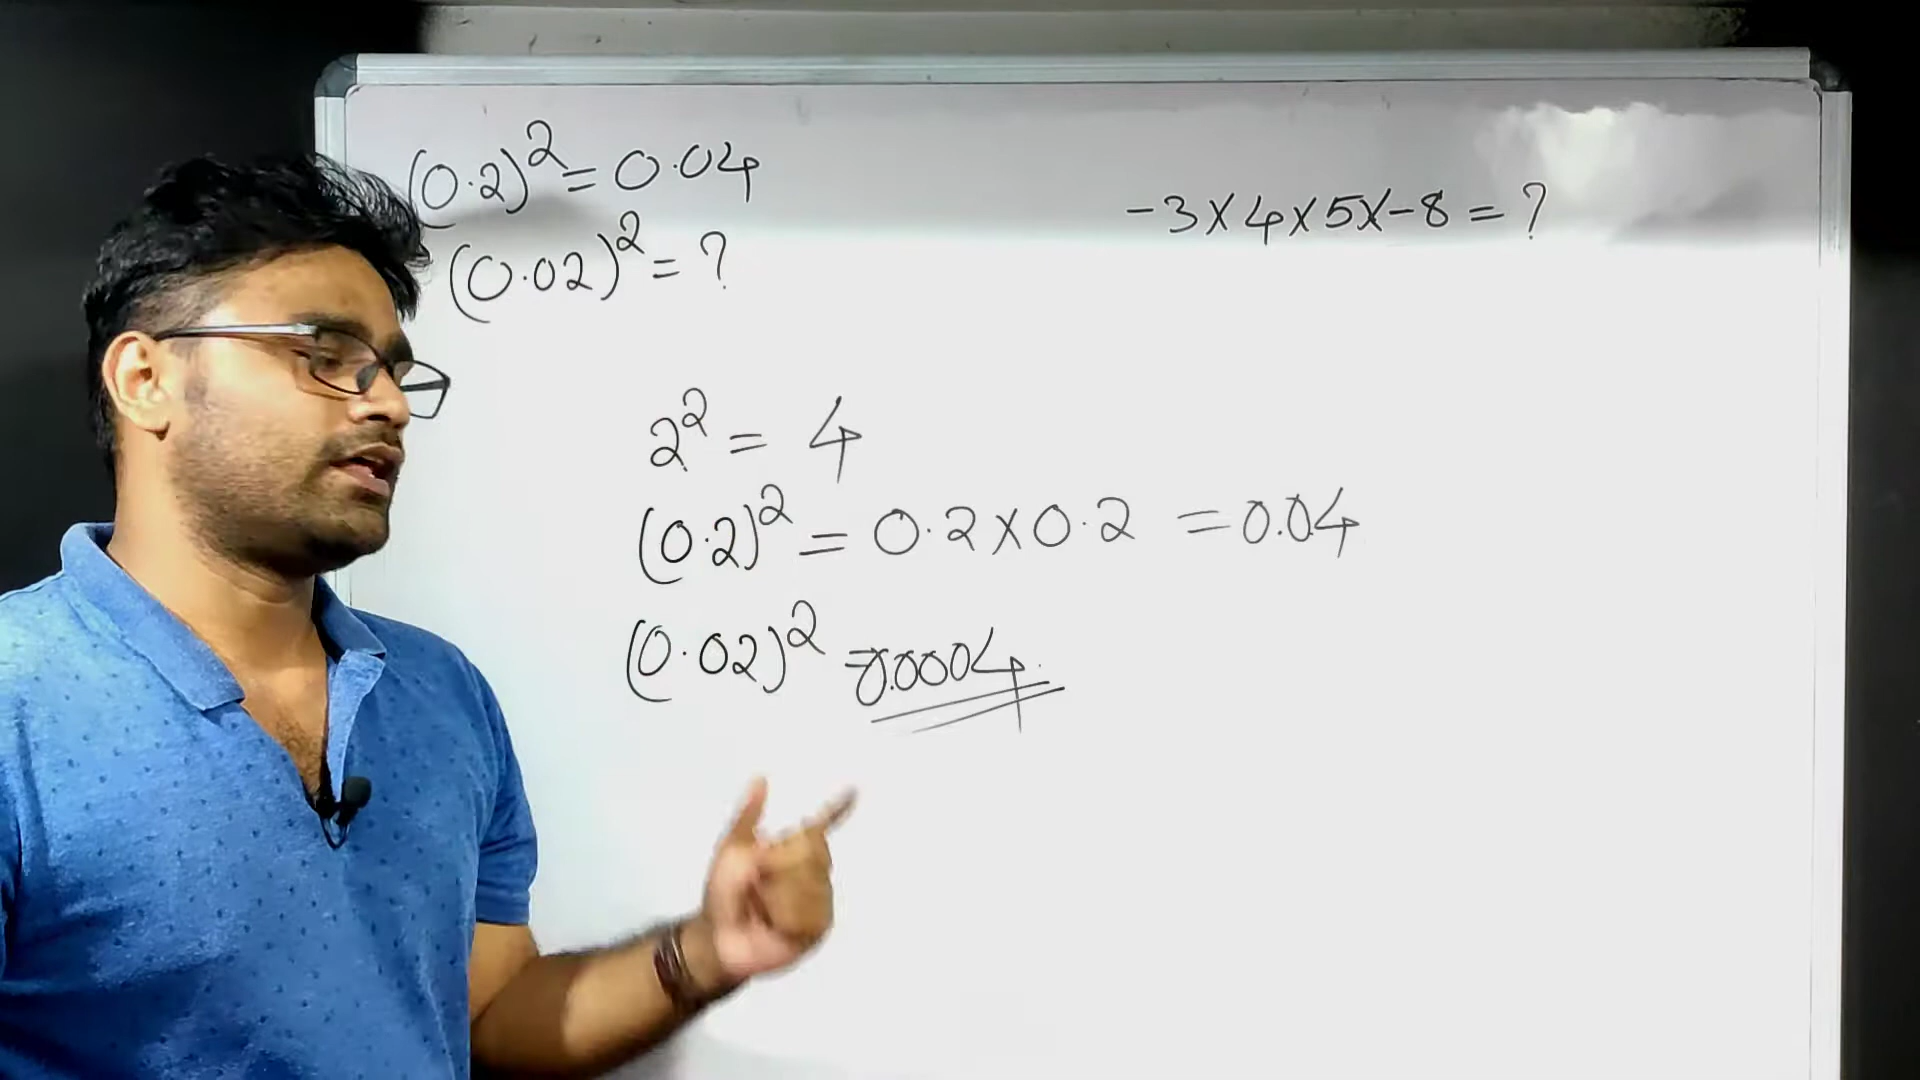 (0.2)² = 0.04
(0.02)² = ?
-3×4×5×-8 = ?
2² = 4
(0.2)² = 0.2×0.2 = 0.04
(0.02)² = 0.0004